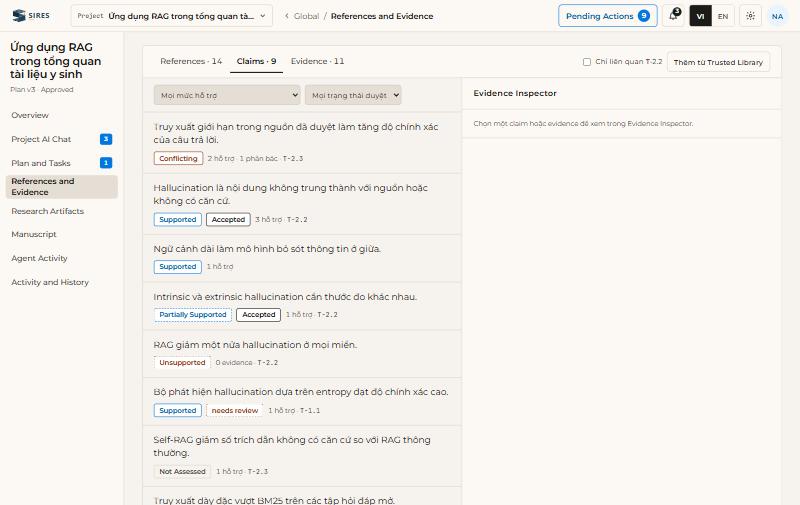 SIRES
Project Ứng dụng RAG trong tổng quan tà...
Global / References and Evidence
Pending Actions 9
3
VI EN
NA
Ứng dụng RAG
trong tổng quan
tài liệu y sinh
Plan v3 · Approved
Overview
Project AI Chat 3
Plan and Tasks 1
References and
Evidence
Research Artifacts
Manuscript
Agent Activity
Activity and History
References · 14 Claims · 9 Evidence · 11
Chỉ liên quan T-2.2 Thêm từ Trusted Library
Mọi mức hỗ trợ Mọi trạng thái duyệt
Truy xuất giới hạn trong nguồn đã duyệt làm tăng độ chính xác
của câu trả lời.
Conflicting 2 hỗ trợ · 1 phản bác · T-2.3
Hallucination là nội dung không trung thành với nguồn hoặc
không có căn cứ.
Supported Accepted 3 hỗ trợ · T-2.2
Ngữ cảnh dài làm mô hình bỏ sót thông tin ở giữa.
Supported 1 hỗ trợ
Intrinsic và extrinsic hallucination cần thước đo khác nhau.
Partially Supported Accepted 1 hỗ trợ · T-2.2
RAG giảm một nửa hallucination ở mọi miền.
Unsupported 0 evidence · T-2.2
Bộ phát hiện hallucination dựa trên entropy đạt độ chính xác cao.
Supported needs review 1 hỗ trợ · T-1.1
Self-RAG giảm số trích dẫn không có căn cứ so với RAG thông
thường.
Not Assessed 1 hỗ trợ · T-2.3
Truy xuất dày đặc vượt BM25 trên các tập hỏi đáp mở.
Evidence Inspector
Chọn một claim hoặc evidence để xem trong Evidence Inspector.